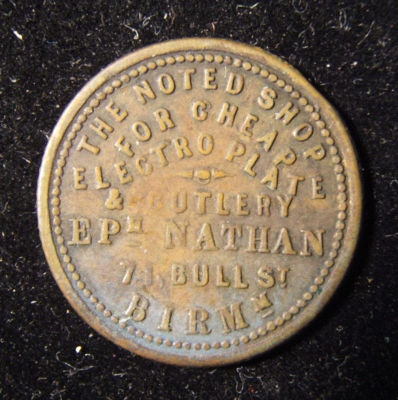 THE NOTED SHOP
FOR CHEAP
ELECTRO PLATE
& CUTLERY
EPM NATHAN
71, BULL ST
BIRMM